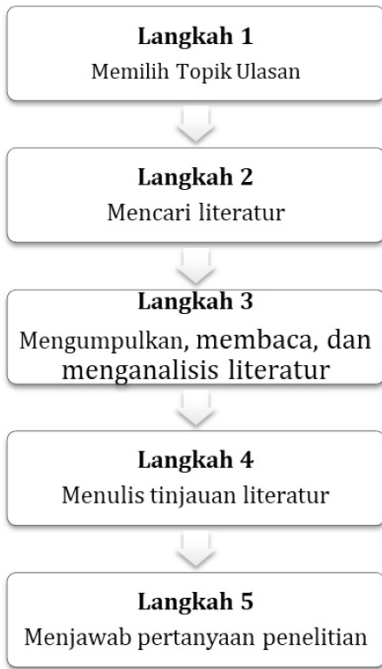 Langkah 1
Memilih Topik Ulasan
Langkah 2
Mencari literatur
Langkah 3
Mengumpulkan, membaca, dan
menganalisis literatur
Langkah 4
Menulis tinjauan literatur
Langkah 5
Menjawab pertanyaan penelitian